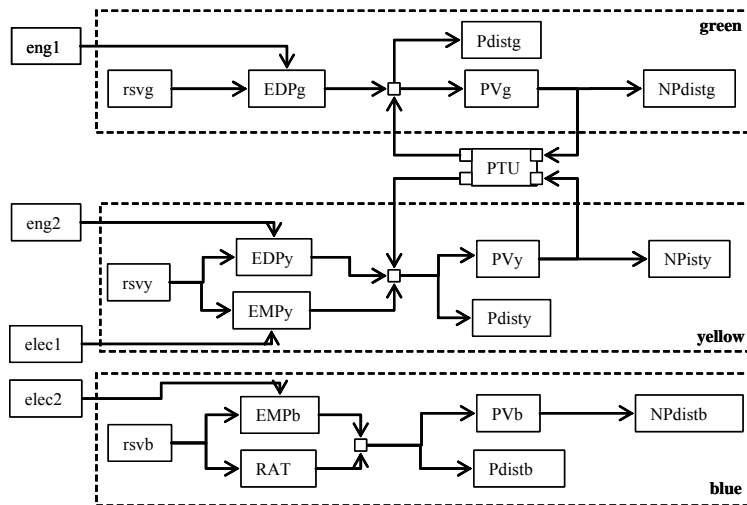 green
eng1
Pdistg
rsvg
EDPg
PVg
NPdistg
PTU
eng2
EDPy
PVy
NPisty
rsvy
EMPy
Pdisty
elec1
yellow
elec2
EMPb
PVb
NPdistb
rsvb
RAT
Pdistb
blue